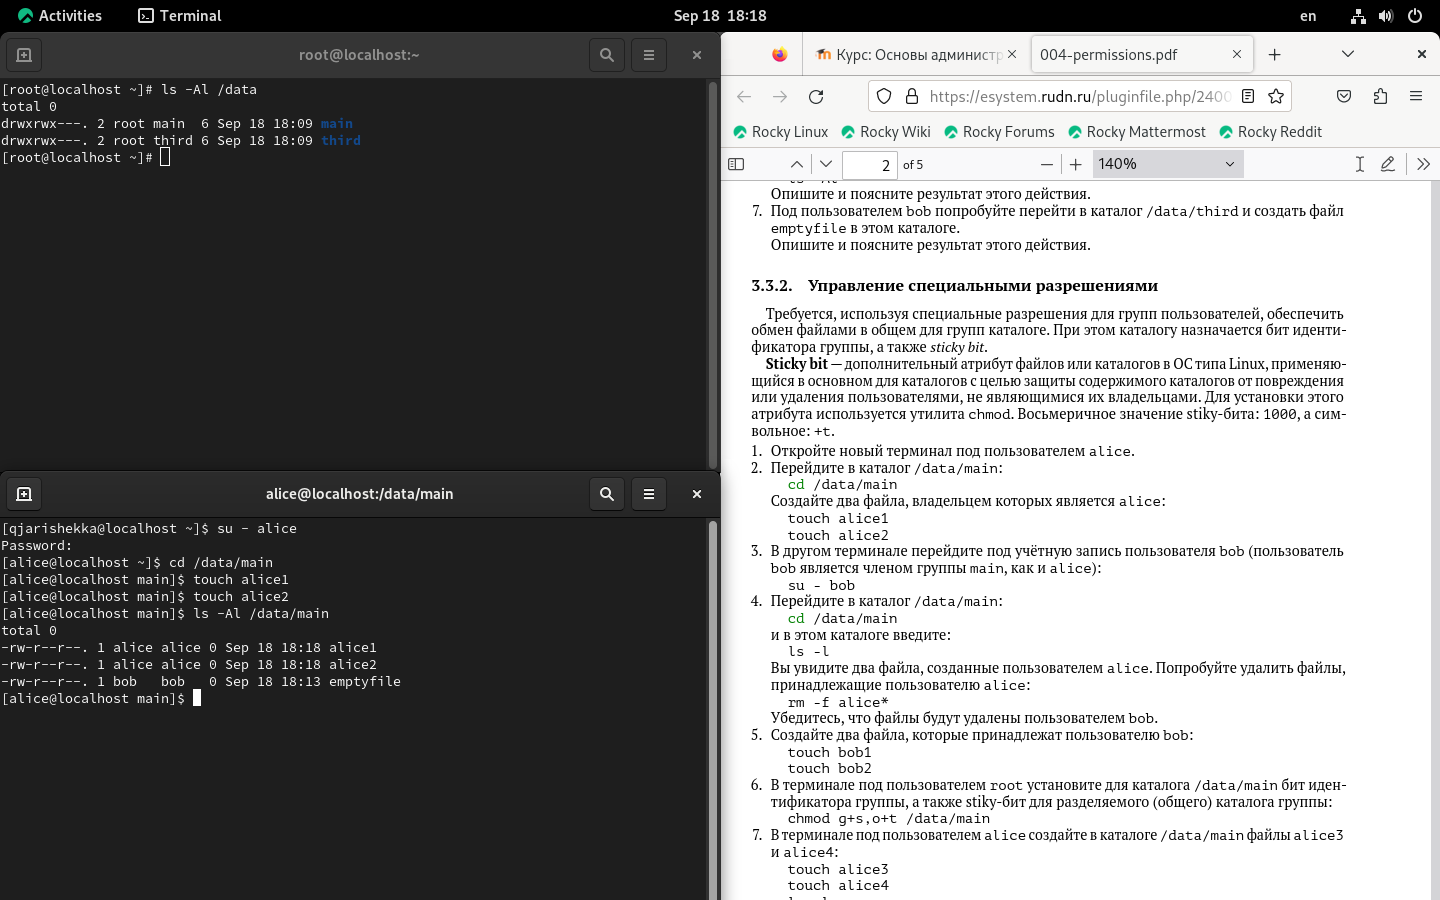 Activities Terminal Sep 18 18:18 en
root@localhost:~
[root@localhost ~]# ls -Al /data
total 0
drwxrwx---. 2 root main  6 Sep 18 18:09 main
drwxrwx---. 2 root third 6 Sep 18 18:09 third
[root@localhost ~]#
alice@localhost:/data/main
[qjarishekka@localhost ~]$ su - alice
Password:
[alice@localhost ~]$ cd /data/main
[alice@localhost main]$ touch alice1
[alice@localhost main]$ touch alice2
[alice@localhost main]$ ls -Al /data/main
total 0
-rw-r--r--. 1 alice alice 0 Sep 18 18:18 alice1
-rw-r--r--. 1 alice alice 0 Sep 18 18:18 alice2
-rw-r--r--. 1 bob   bob   0 Sep 18 18:13 emptyfile
[alice@localhost main]$
Курс: Основы администр 004-permissions.pdf
https://esystem.rudn.ru/pluginfile.php/2400
Rocky Linux Rocky Wiki Rocky Forums Rocky Mattermost Rocky Reddit
2 of 5 140%
Опишите и поясните результат этого действия.
7. Под пользователем bob попробуйте перейти в каталог /data/third и создать файл
emptyfile в этом каталоге.
Опишите и поясните результат этого действия.
3.3.2. Управление специальными разрешениями
Требуется, используя специальные разрешения для групп пользователей, обеспечить
обмен файлами в общем для групп каталоге. При этом каталогу назначается бит иденти-
фикатора группы, а также sticky bit.
Sticky bit — дополнительный атрибут файлов или каталогов в ОС типа Linux, применяю-
щийся в основном для каталогов с целью защиты содержимого каталогов от повреждения
или удаления пользователями, не являющимися их владельцами. Для установки этого
атрибута используется утилита chmod. Восьмеричное значение stiky-бита: 1000, а сим-
вольное: +t.
1. Откройте новый терминал под пользователем alice.
2. Перейдите в каталог /data/main:
cd /data/main
Создайте два файла, владельцем которых является alice:
touch alice1
touch alice2
3. В другом терминале перейдите под учётную запись пользователя bob (пользователь
bob является членом группы main, как и alice):
su - bob
4. Перейдите в каталог /data/main:
cd /data/main
и в этом каталоге введите:
ls -l
Вы увидите два файла, созданные пользователем alice. Попробуйте удалить файлы,
принадлежащие пользователю alice:
rm -f alice*
Убедитесь, что файлы будут удалены пользователем bob.
5. Создайте два файла, которые принадлежат пользователю bob:
touch bob1
touch bob2
6. В терминале под пользователем root установите для каталога /data/main бит иден-
тификатора группы, а также stiky-бит для разделяемого (общего) каталога группы:
chmod g+s,o+t /data/main
7. В терминале под пользователем alice создайте в каталоге /data/main файлы alice3
и alice4:
touch alice3
touch alice4